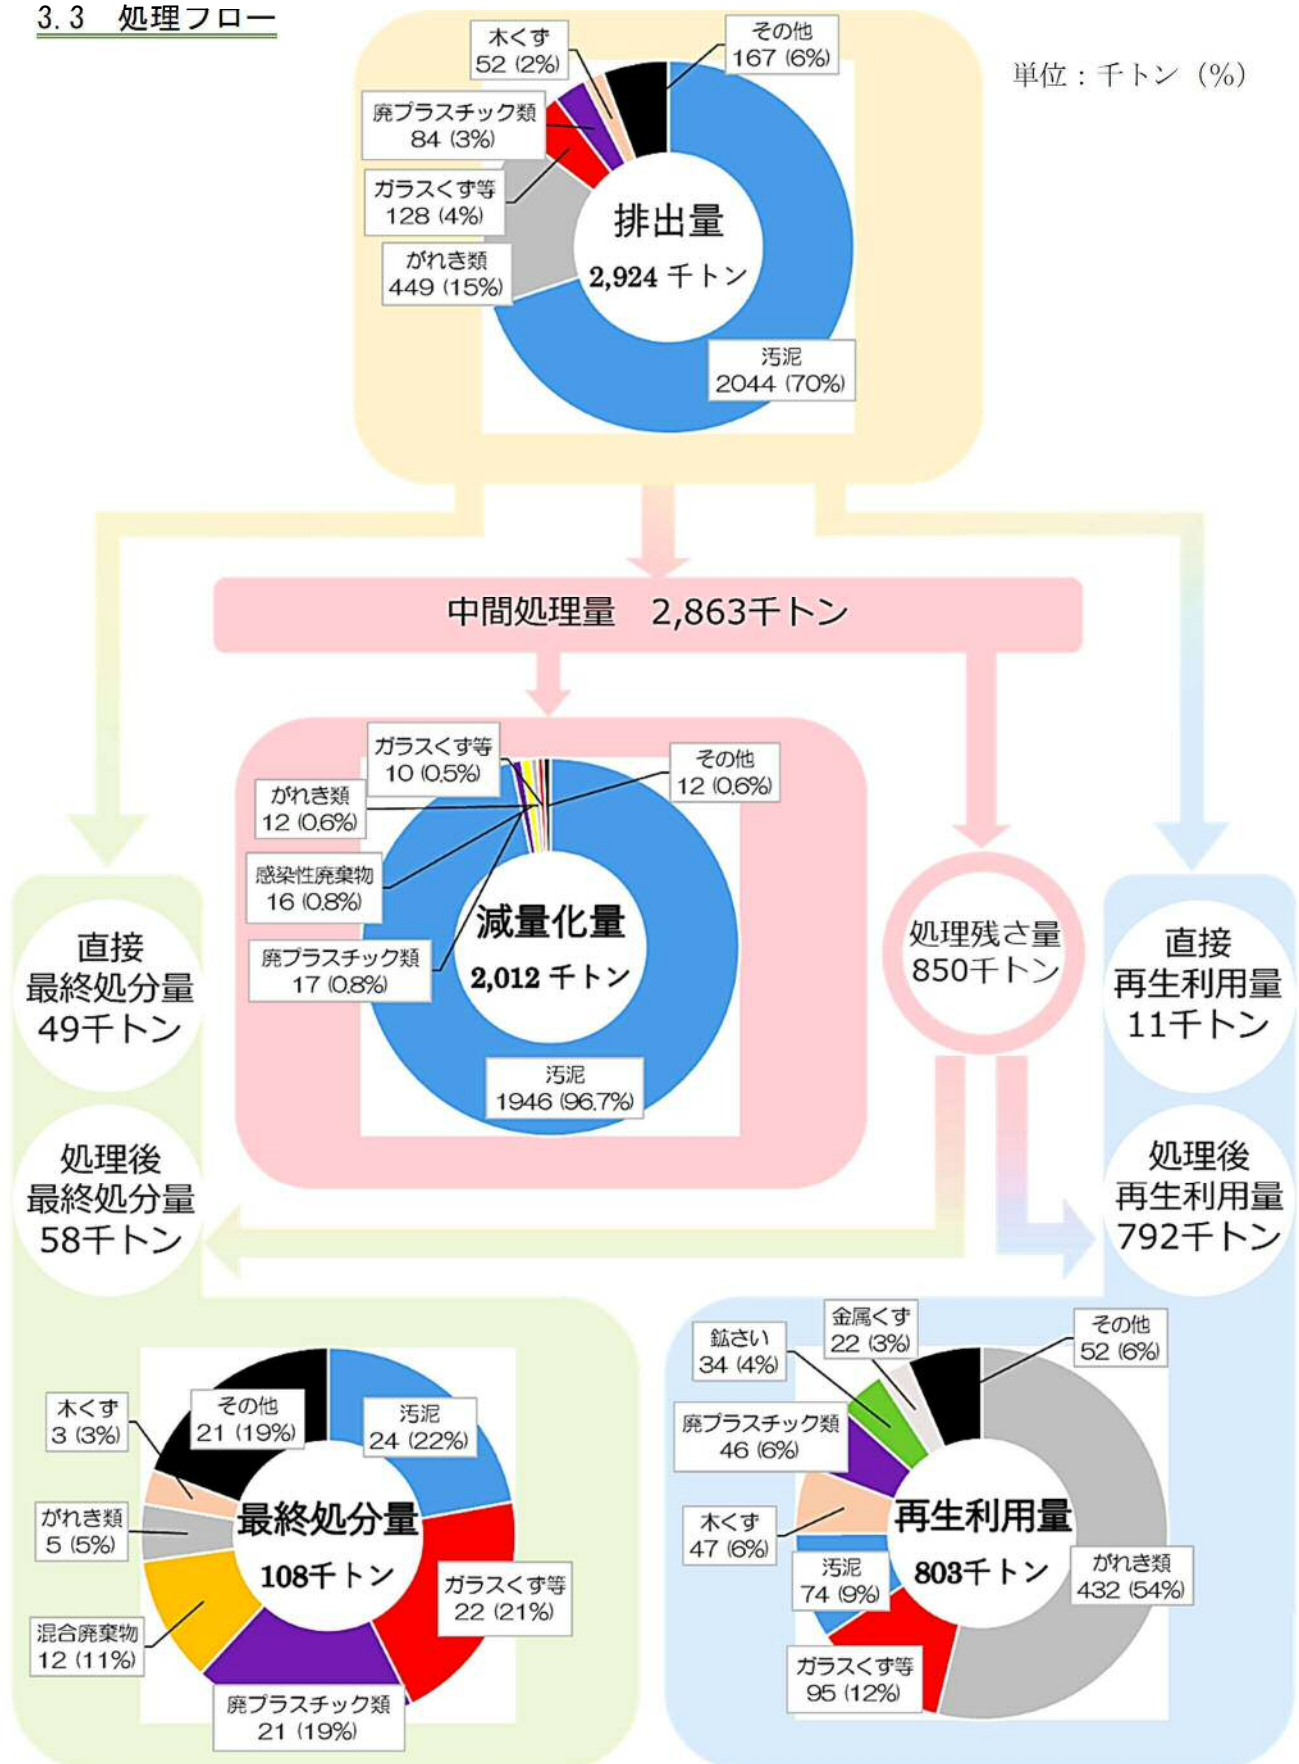 3.3 処理フロー
単位：千トン（%）
木くず
52 (2%)
その他
167 (6%)
廃プラスチック類
84 (3%)
ガラスくず等
128 (4%)
がれき類
449 (15%)
排出量
2,924 千トン
汚泥
2044 (70%)
中間処理量　2,863千トン
ガラスくず等
10 (0.5%)
その他
12 (0.6%)
がれき類
12 (0.6%)
感染性廃棄物
16 (0.8%)
廃プラスチック類
17 (0.8%)
減量化量
2,012 千トン
汚泥
1946 (96.7%)
処理残さ量
850千トン
直接
最終処分量
49千トン
直接
再生利用量
11千トン
処理後
最終処分量
58千トン
処理後
再生利用量
792千トン
木くず
3 (3%)
その他
21 (19%)
汚泥
24 (22%)
がれき類
5 (5%)
最終処分量
108千トン
ガラスくず等
22 (21%)
混合廃棄物
12 (11%)
廃プラスチック類
21 (19%)
鉱さい
34 (4%)
金属くず
22 (3%)
その他
52 (6%)
廃プラスチック類
46 (6%)
木くず
47 (6%)
再生利用量
803千トン
汚泥
74 (9%)
がれき類
432 (54%)
ガラスくず等
95 (12%)